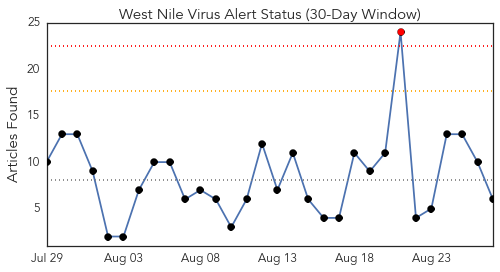 West Nile Virus Alert Status (30-Day Window)
Articles Found
25
20
15
10
5
Jul 29 Aug 03 Aug 08 Aug 13 Aug 18 Aug 23